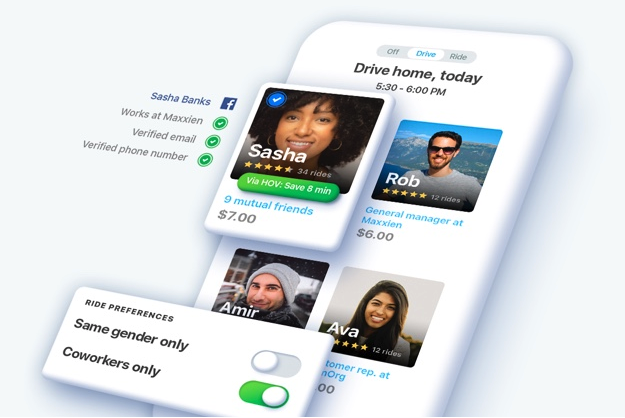 Off Drive Ride
Drive home, today
5:30 - 6:00 PM
Sasha Banks
Works at Maxxien
Verified email
Verified phone number
Sasha
34 rides
Via HOV: Save 8 min
9 mutual friends
$7.00
Rob
12 rides
General manager at
Maxxien
$6.00
Amir
Ava
12 rides
RIDE PREFERENCES
Same gender only
Coworkers only